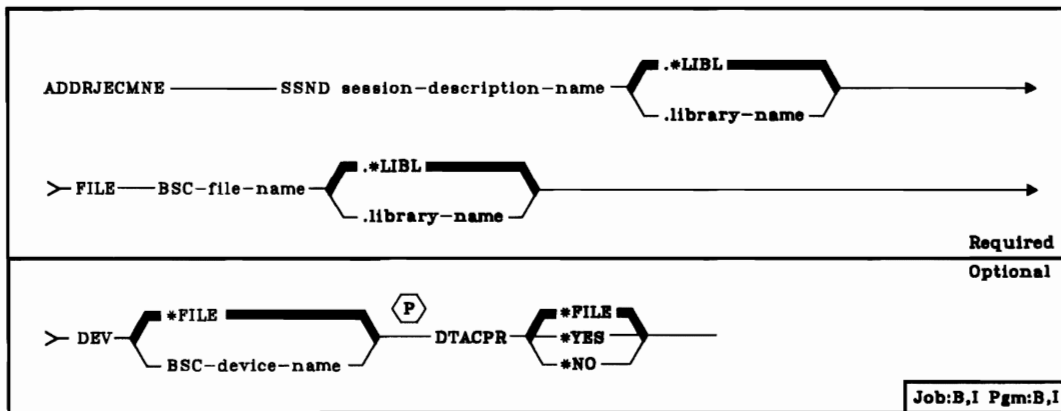 .*LIBL
ADDRJECMNE SSND session-description-name
.library-name
.*LIBL
FILE BSC-file-name
.library-name
Required
Optional
*FILE P *FILE
DEV DTACPR *YES
BSC-device-name *NO
Job:B,I Pgm:B,I